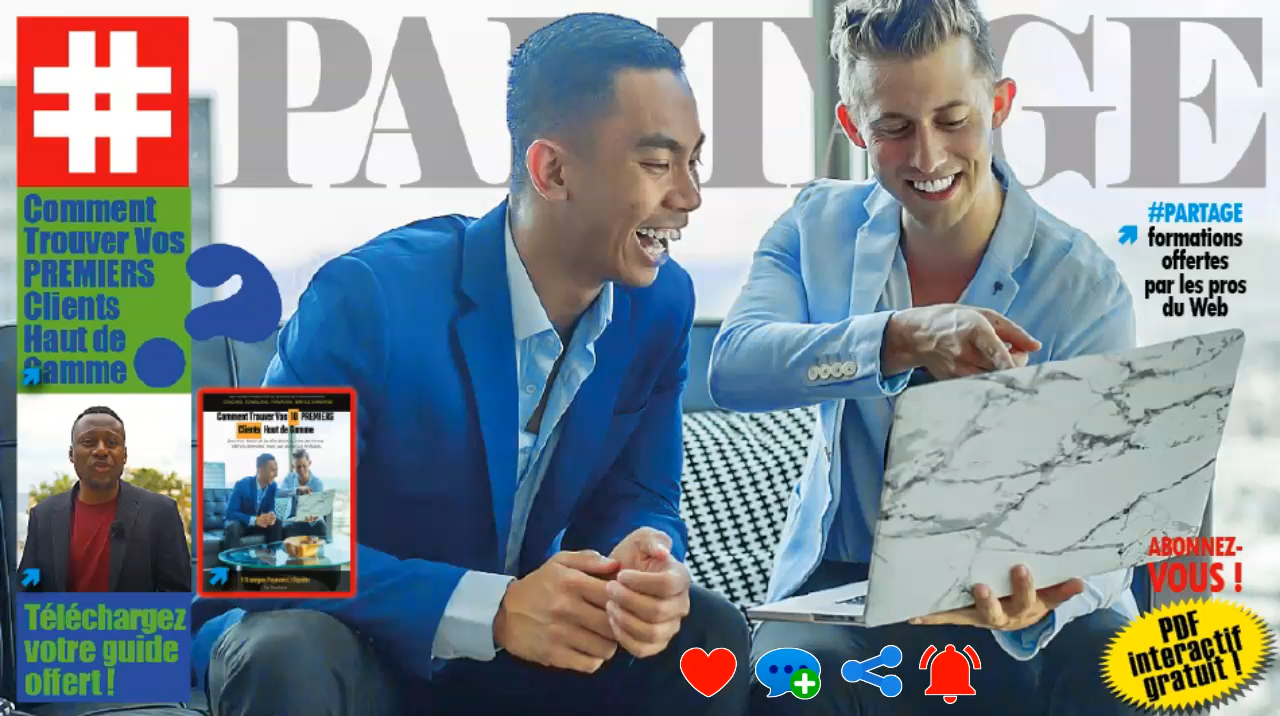 #PARTAGE
Comment
Trouver Vos
PREMIERS
Clients
Haut de
Gamme ?
#PARTAGE
formations
offertes
par les pros
du Web
Comment Trouver Vos 10 PREMIERS
Clients Haut de Gamme
Téléchargez
votre guide
offert !
ABONNEZ-
VOUS !
PDF
interactif
gratuit !